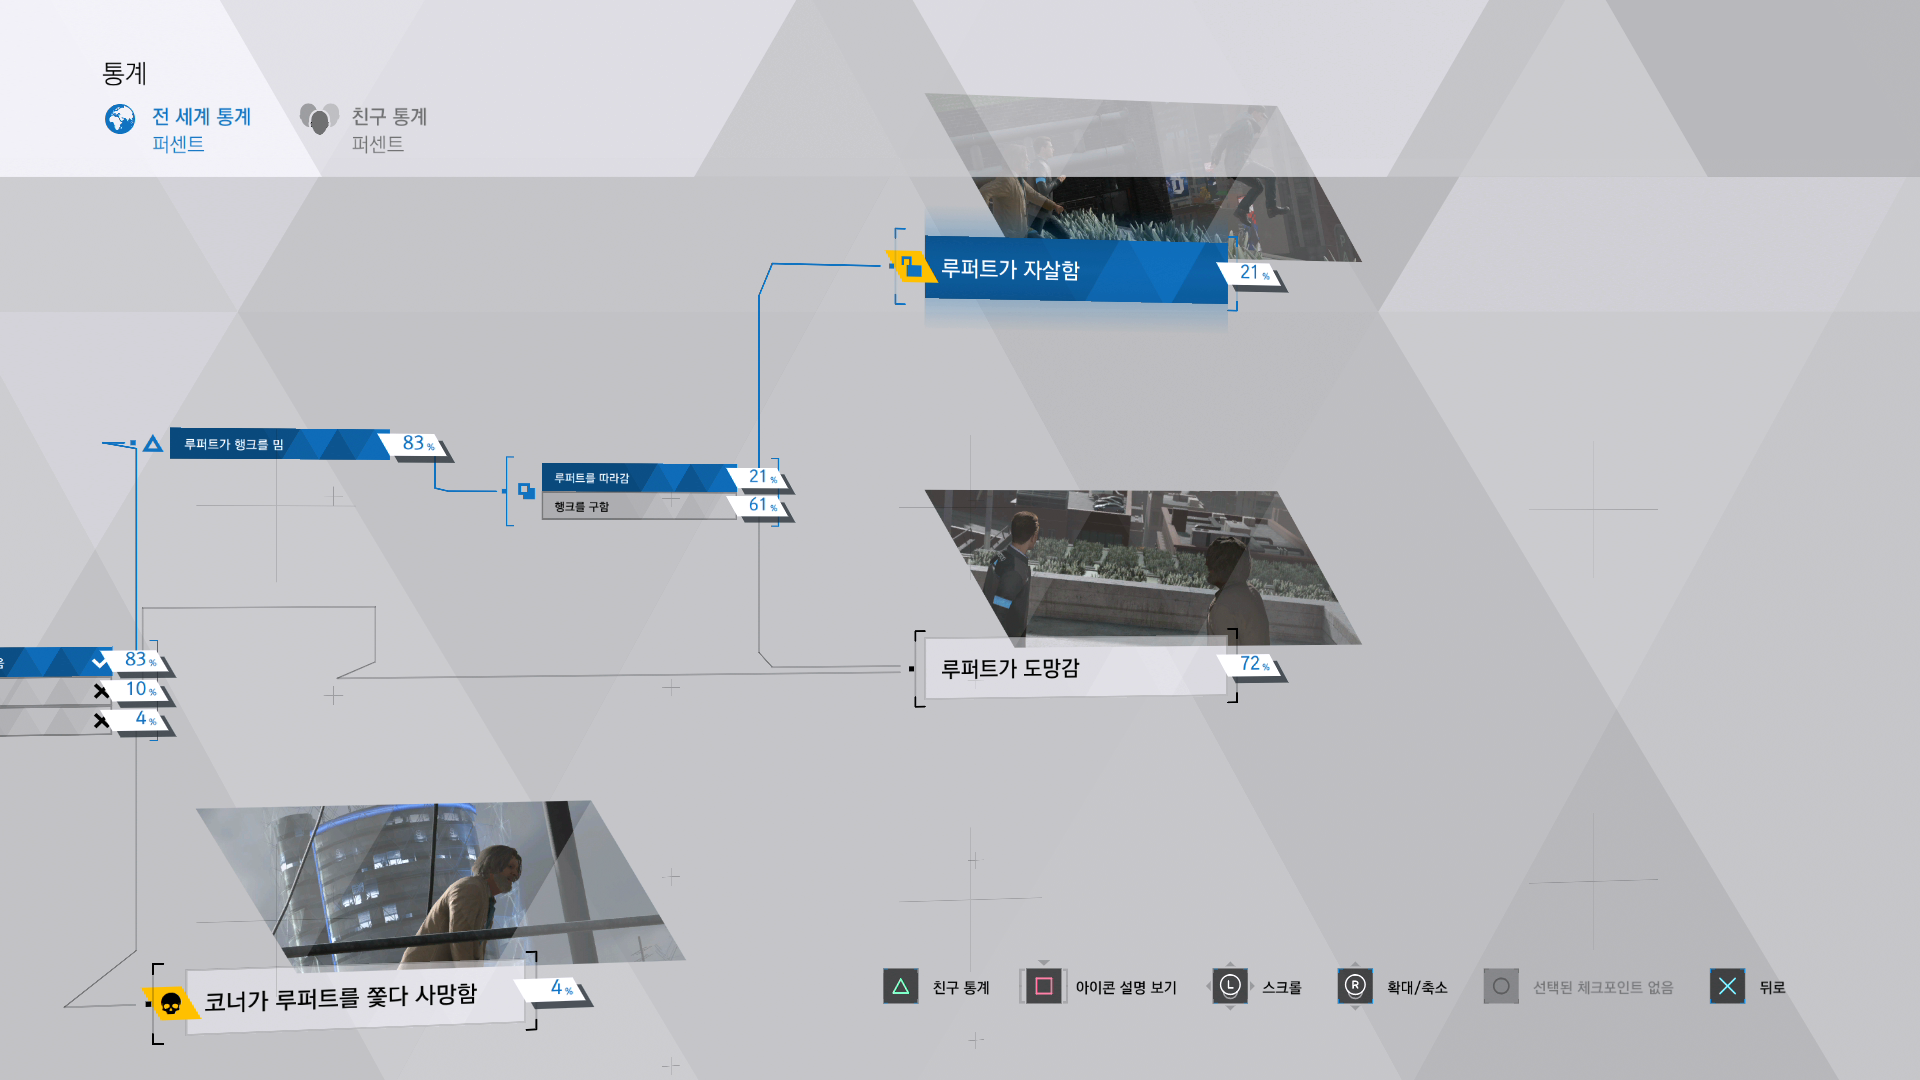 통계
전 세계 통계
퍼센트
친구 통계
퍼센트
루퍼트가 자살함
21 %
루퍼트가 행크를 밈
83 %
루퍼트를 따라감
21 %
행크를 구함
61 %
83 %
10 %
4 %
루퍼트가 도망감
72 %
코너가 루퍼트를 쫓다 사망함
4 %
친구 통계
아이콘 설명 보기
L 스크롤
R 확대/축소
선택된 체크포인트 없음
뒤로